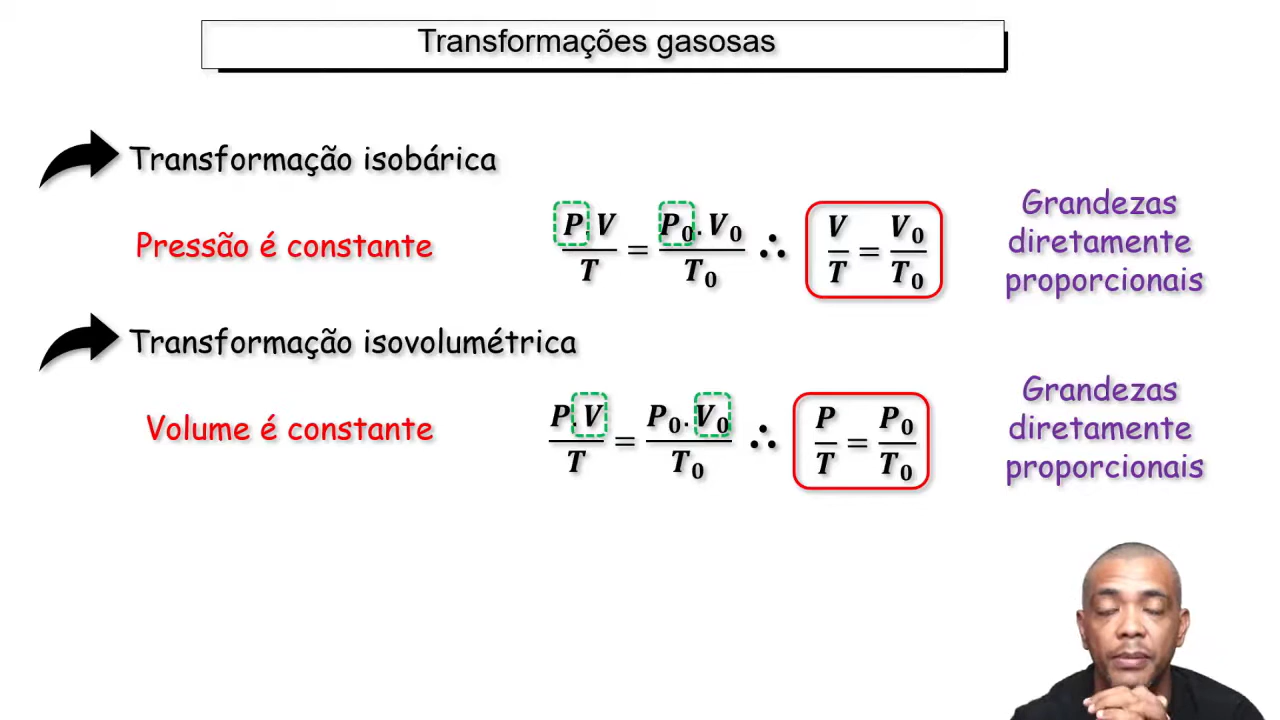 Transformações gasosas
Transformação isobárica
Pressão é constante
P.V/T = P₀.V₀/T₀ ∴ V/T = V₀/T₀
Grandezas
diretamente
proporcionais
Transformação isovolumétrica
Volume é constante
P.V/T = P₀.V₀/T₀ ∴ P/T = P₀/T₀
Grandezas
diretamente
proporcionais